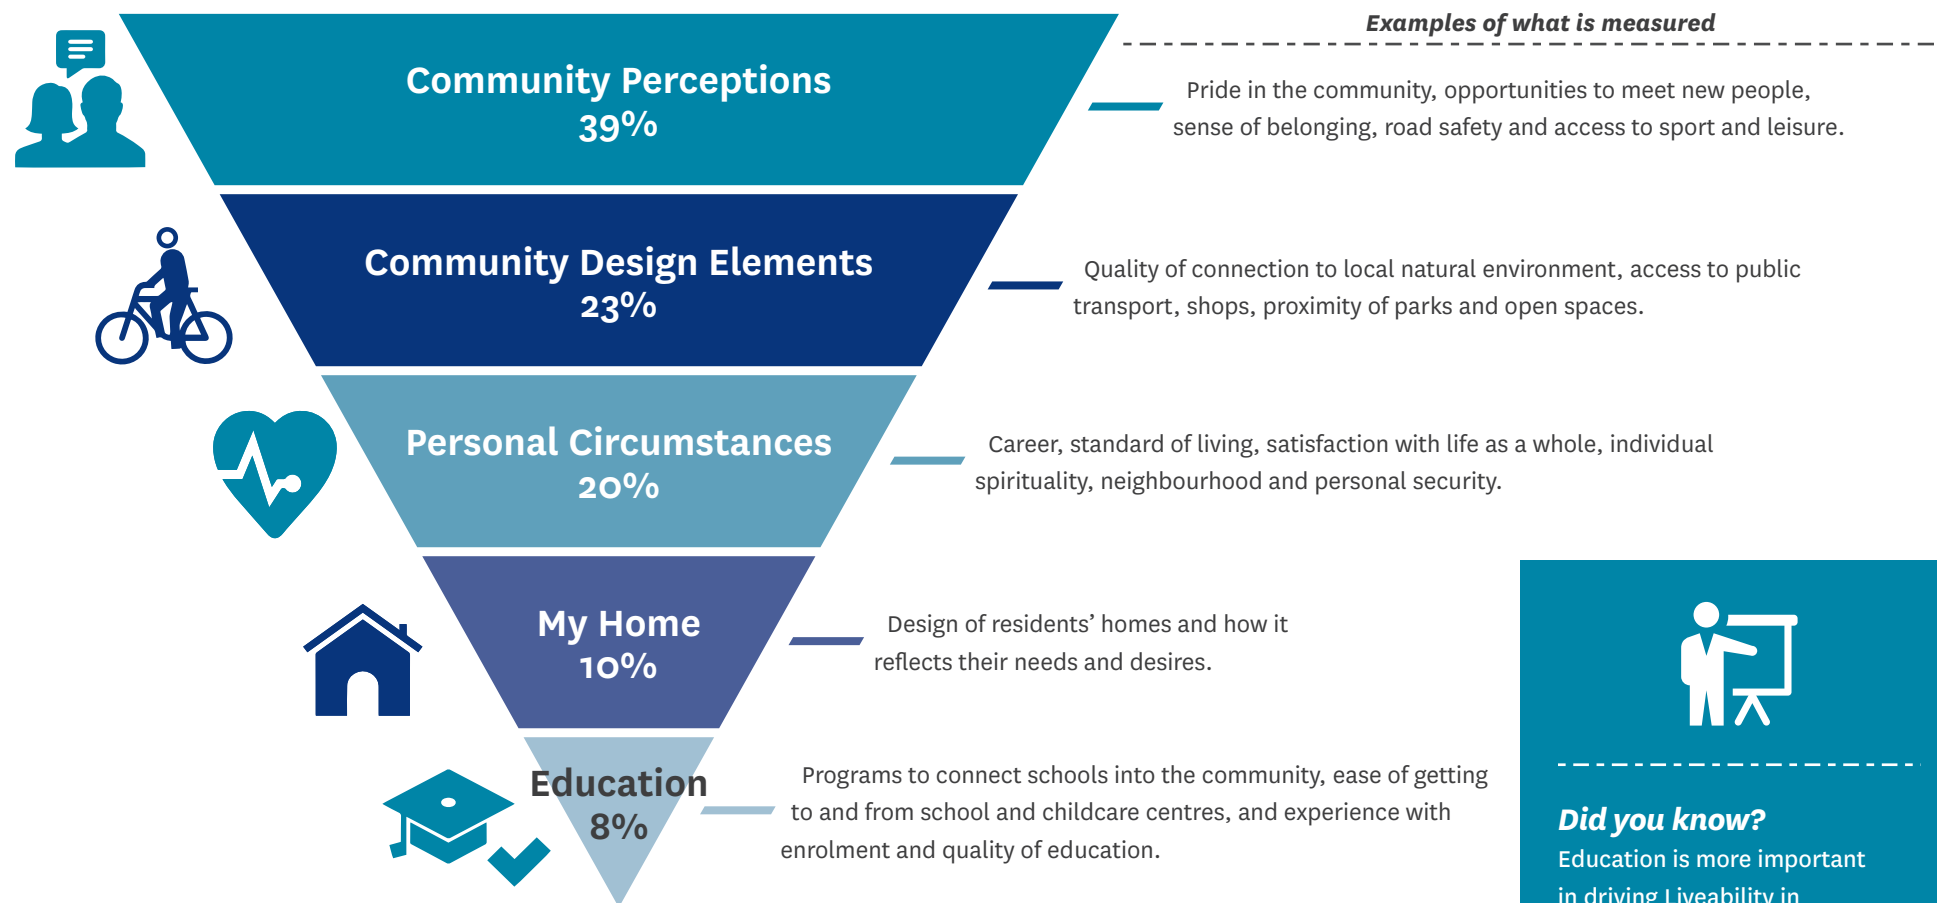 Examples of what is measured
Community Perceptions
39%
Pride in the community, opportunities to meet new people,
sense of belonging, road safety and access to sport and leisure.
Community Design Elements
23%
Quality of connection to local natural environment, access to public
transport, shops, proximity of parks and open spaces.
Personal Circumstances
20%
Career, standard of living, satisfaction with life as a whole, individual
spirituality, neighbourhood and personal security.
My Home
10%
Design of residents’ homes and how it
reflects their needs and desires.
Education
8%
Programs to connect schools into the community, ease of getting
to and from school and childcare centres, and experience with
enrolment and quality of education.
Did you know?
Education is more important
in driving Liveability in